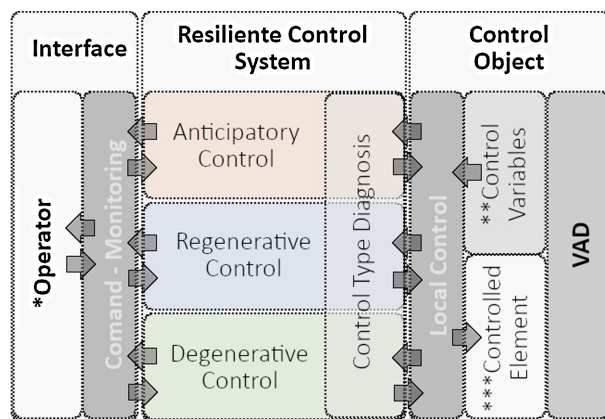 Interface
Resiliente Control
System
Control
Object
*Operator
Comand - Monitoring
Anticipatory
Control
Regenerative
Control
Degenerative
Control
Control Type Diagnosis
Local Control
**Control
Variables
***Controlled
Element
VAD